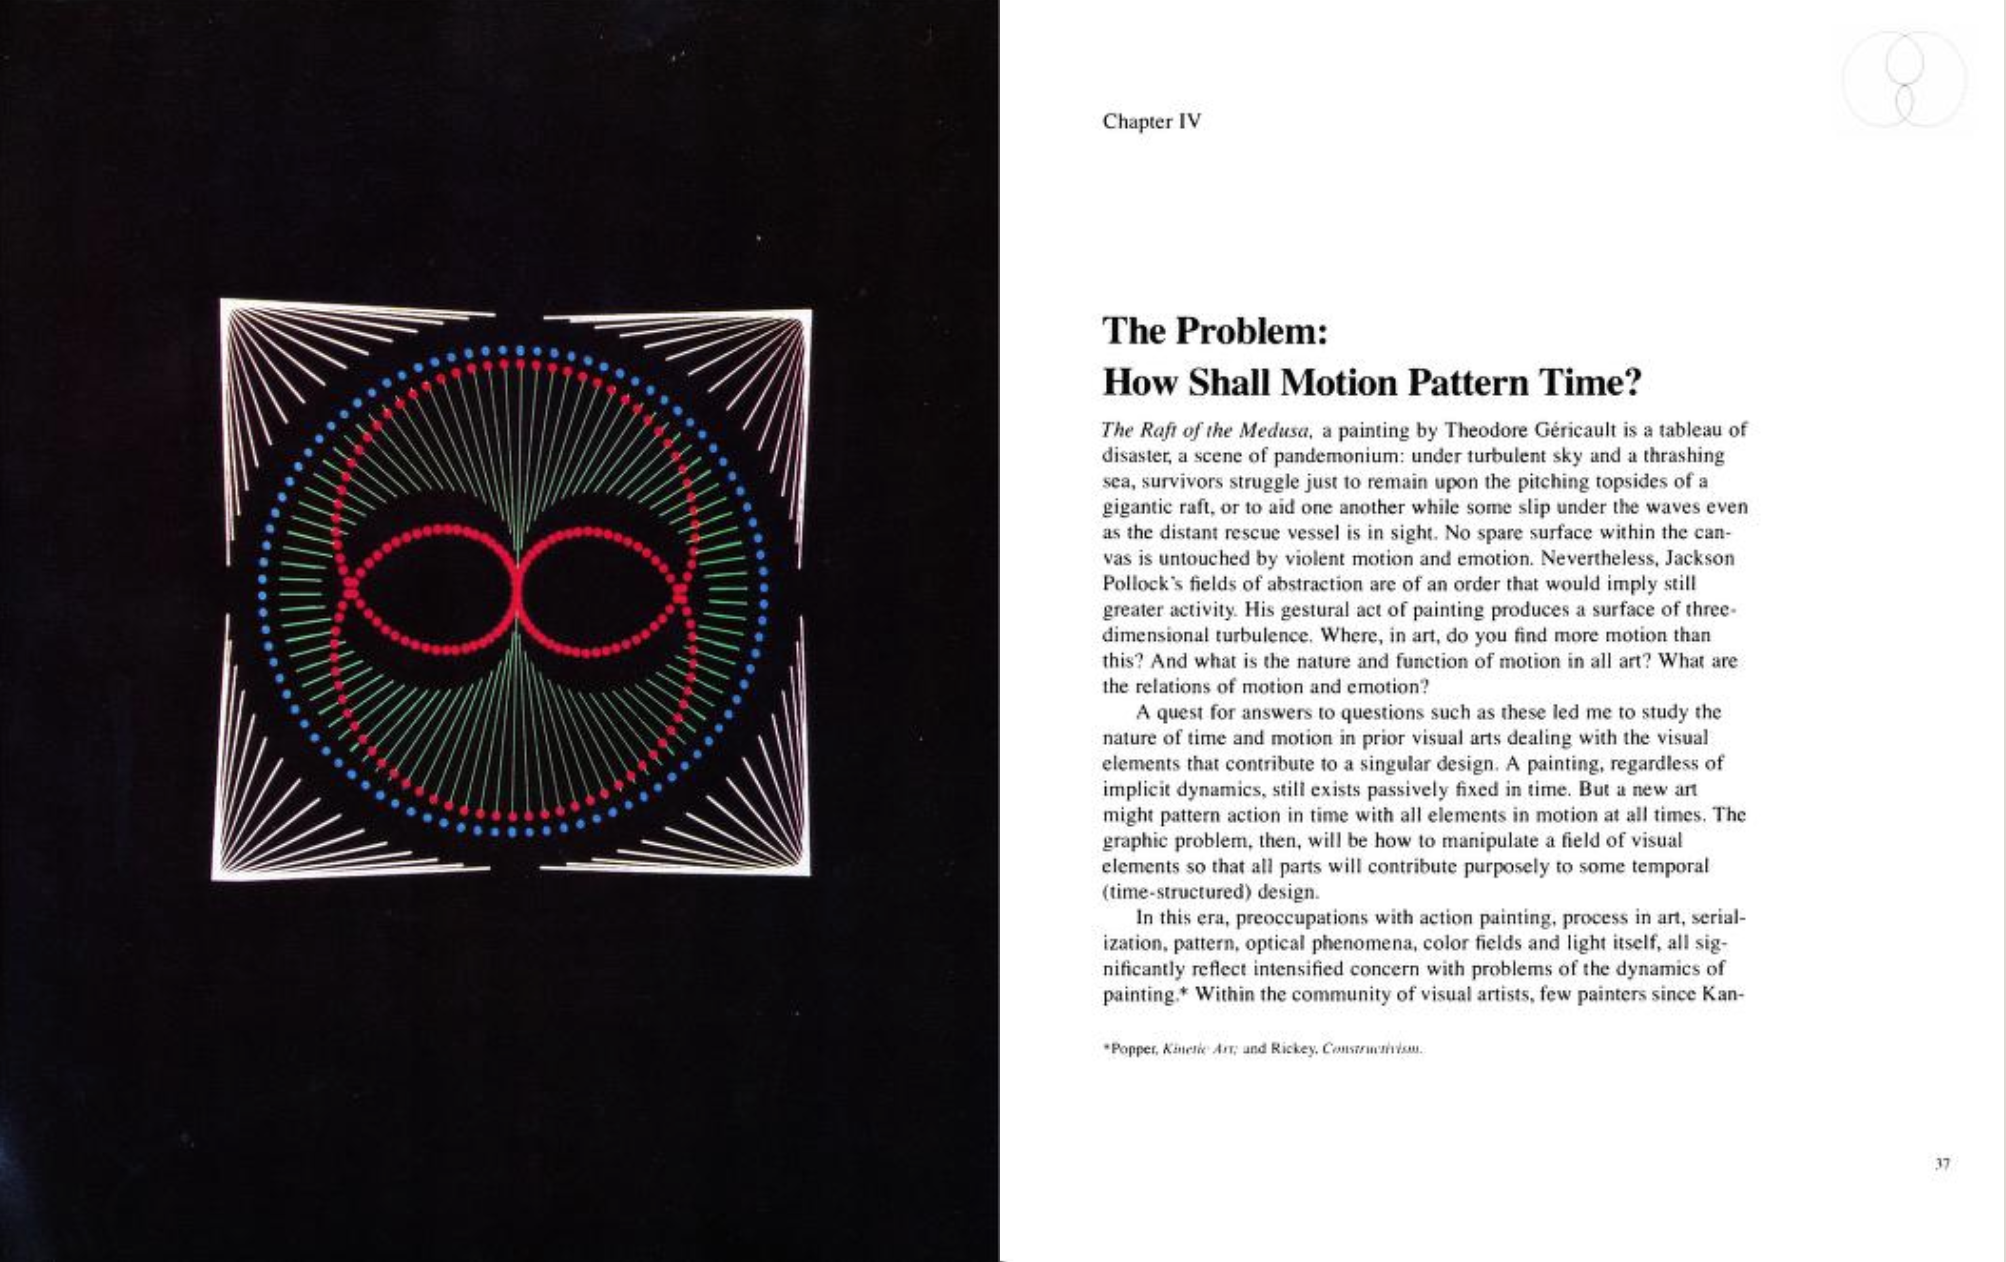 Chapter IV
The Problem:
How Shall Motion Pattern Time?
The Raft of the Medusa, a painting by Theodore Géricault is a tableau of
disaster, a scene of pandemonium: under turbulent sky and a thrashing
sea, survivors struggle just to remain upon the pitching topsides of a
gigantic raft, or to aid one another while some slip under the waves even
as the distant rescue vessel is in sight. No spare surface within the can-
vas is untouched by violent motion and emotion. Nevertheless, Jackson
Pollock's fields of abstraction are of an order that would imply still
greater activity. His gestural act of painting produces a surface of three-
dimensional turbulence. Where, in art, do you find more motion than
this? And what is the nature and function of motion in all art? What are
the relations of motion and emotion?
A quest for answers to questions such as these led me to study the
nature of time and motion in prior visual arts dealing with the visual
elements that contribute to a singular design. A painting, regardless of
implicit dynamics, still exists passively fixed in time. But a new art
might pattern action in time with all elements in motion at all times. The
graphic problem, then, will be how to manipulate a field of visual
elements so that all parts will contribute purposely to some temporal
(time-structured) design.
In this era, preoccupations with action painting, process in art, serial-
ization, pattern, optical phenomena, color fields and light itself, all sig-
nificantly reflect intensified concern with problems of the dynamics of
painting.* Within the community of visual artists, few painters since Kan-
*Popper, Kinetic Art; and Rickey, Constructivism.
37